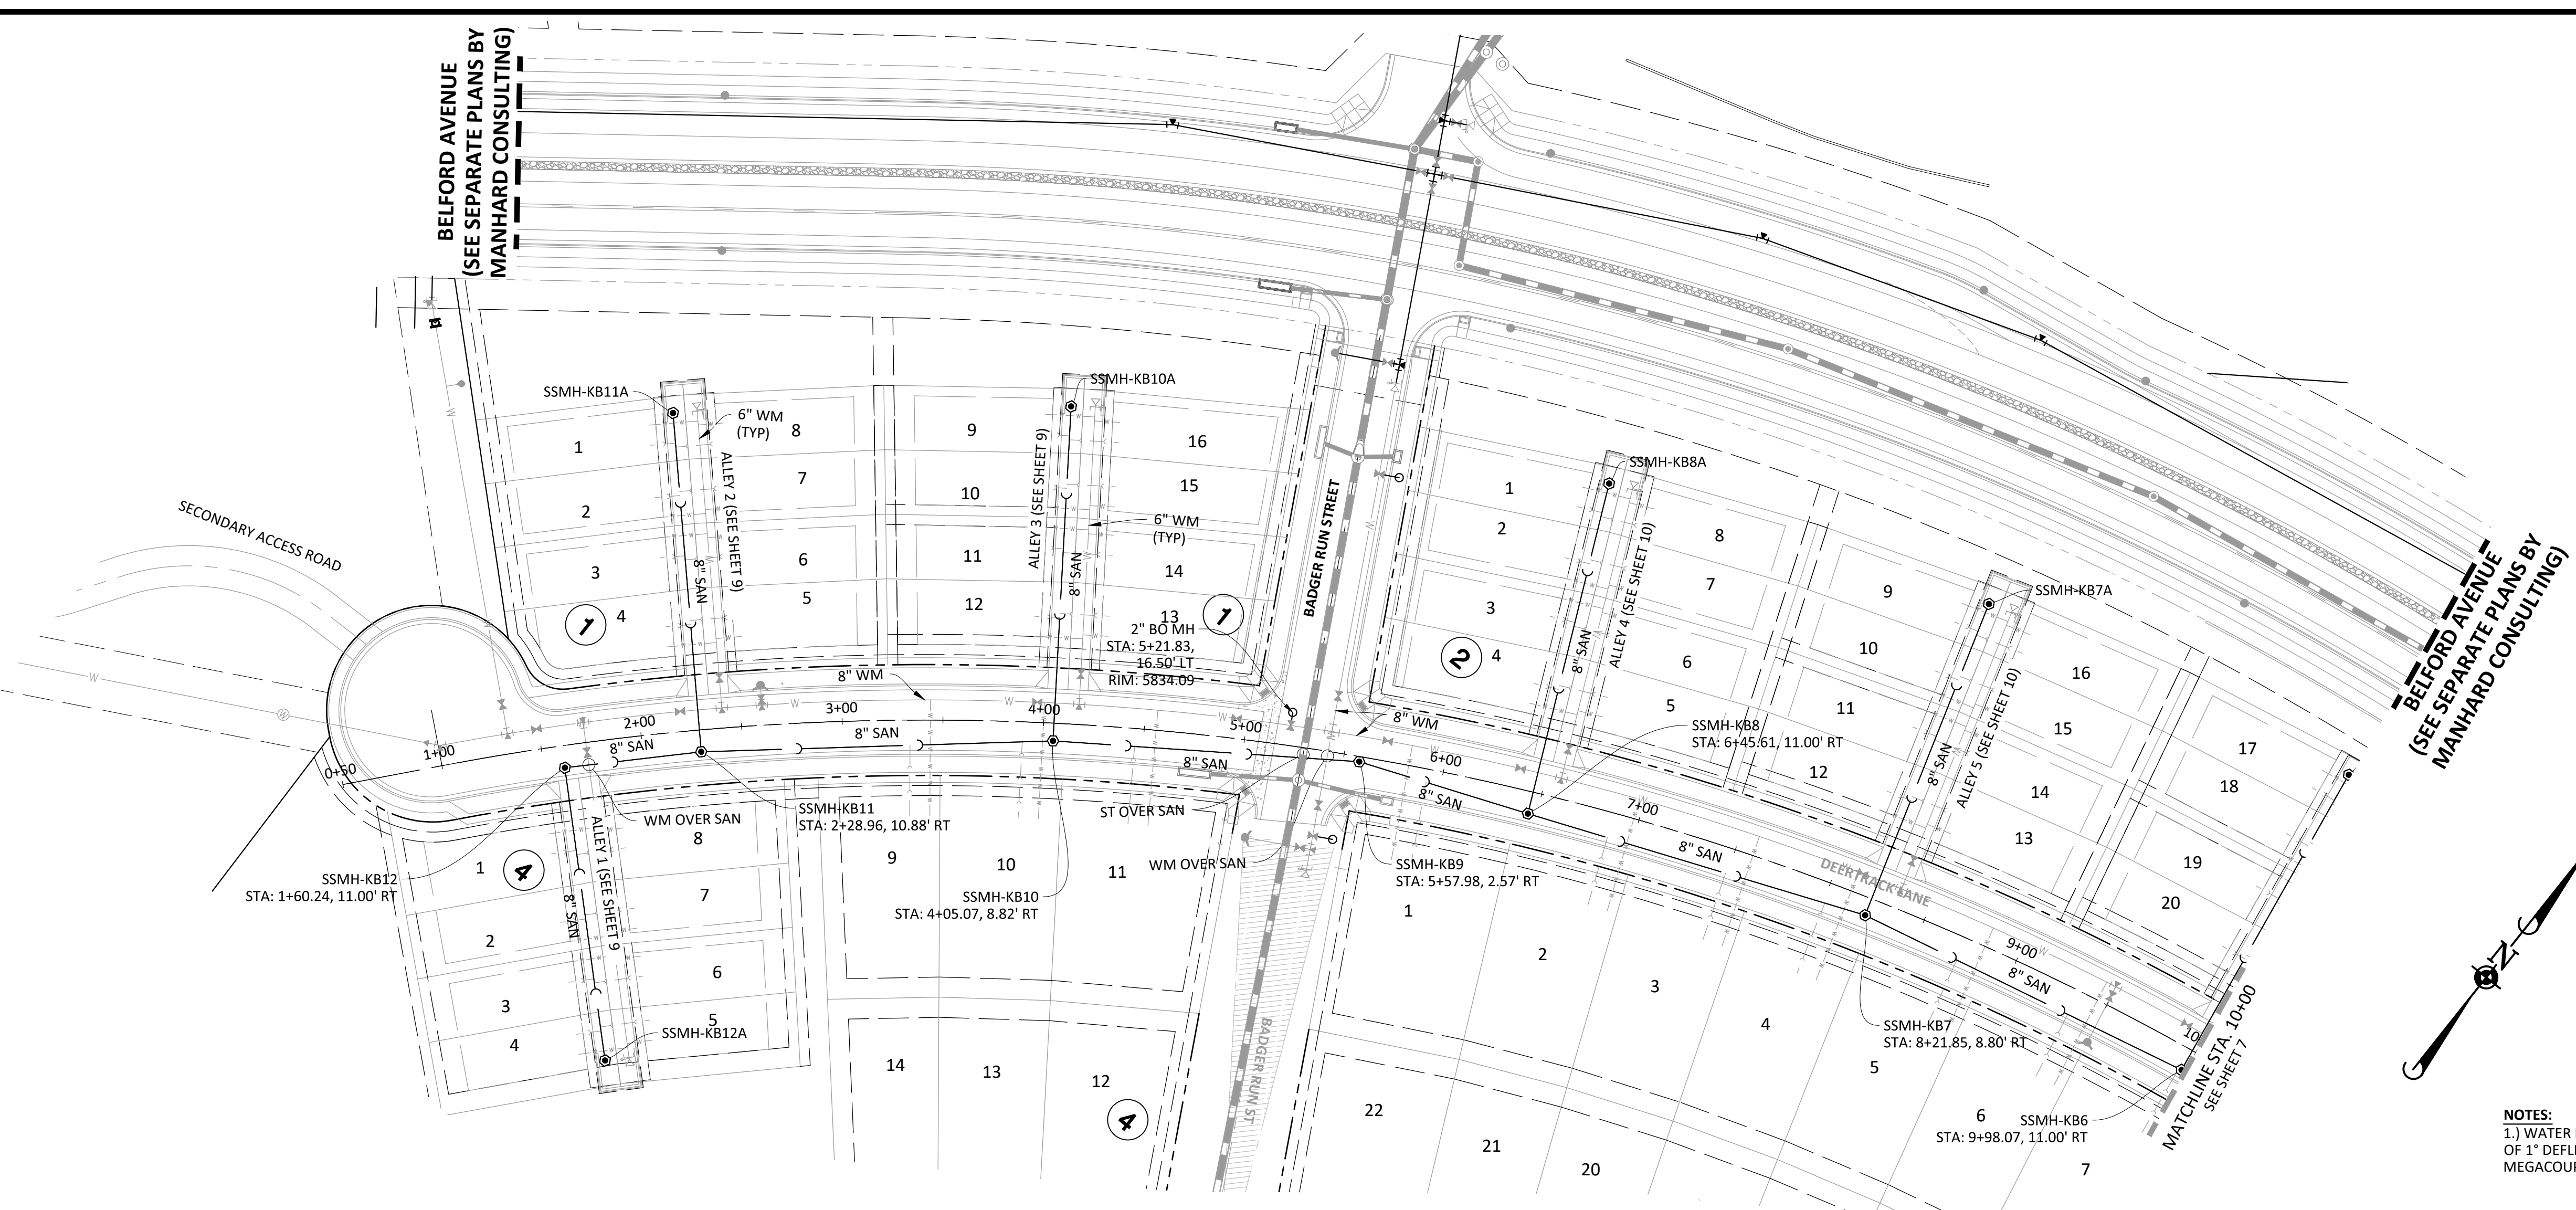 BELFORD AVENUE
(SEE SEPARATE PLANS BY
MANHARD CONSULTING)
SSMH-KB11A
6" WM
(TYP)
SSMH-KB10A
SSMH-KB8A
SSMH-KB7A
1
2
3
4
1
8
7
6
5
ALLEY 2 (SEE SHEET 9)
8" SAN
9
10
11
12
ALLEY 3 (SEE SHEET 9)
8" SAN
6" WM
(TYP)
16
15
14
13
1
2" BO MH
STA: 5+21.83,
16.50' LT
RIM: 5834.09
BADGER RUN STREET
1
2
3
4
2
8
7
6
5
ALLEY 4 (SEE SHEET 10)
8" SAN
9
10
11
12
ALLEY 5 (SEE SHEET 10)
8" SAN
16
15
14
13
17
18
19
20
BELFORD AVENUE
(SEE SEPARATE PLANS BY
MANHARD CONSULTING)
SECONDARY ACCESS ROAD
W
0+50
1+00
2+00
3+00
4+00
5+00
6+00
7+00
9+00
10
8" WM
8" WM
8" SAN
8" SAN
8" SAN
8" SAN
8" SAN
8" SAN
DEERTRACK LANE
SSMH-KB12
STA: 1+60.24, 11.00' RT
WM OVER SAN
SSMH-KB11
STA: 2+28.96, 10.88' RT
SSMH-KB10
STA: 4+05.07, 8.82' RT
ST OVER SAN
WM OVER SAN
SSMH-KB9
STA: 5+57.98, 2.57' RT
SSMH-KB8
STA: 6+45.61, 11.00' RT
SSMH-KB7
STA: 8+21.85, 8.80' RT
SSMH-KB6
STA: 9+98.07, 11.00' RT
MATCHLINE STA. 10+00
SEE SHEET 7
1
2
3
4
4
8
7
6
5
ALLEY 1 (SEE SHEET 9
8" SAN
SSMH-KB12A
9
10
11
14
13
12
4
BADGER RUN ST
1
2
3
4
5
6
7
22
21
20
N
NOTES:
1.) WATER
OF 1° DEFL
MEGACOUP